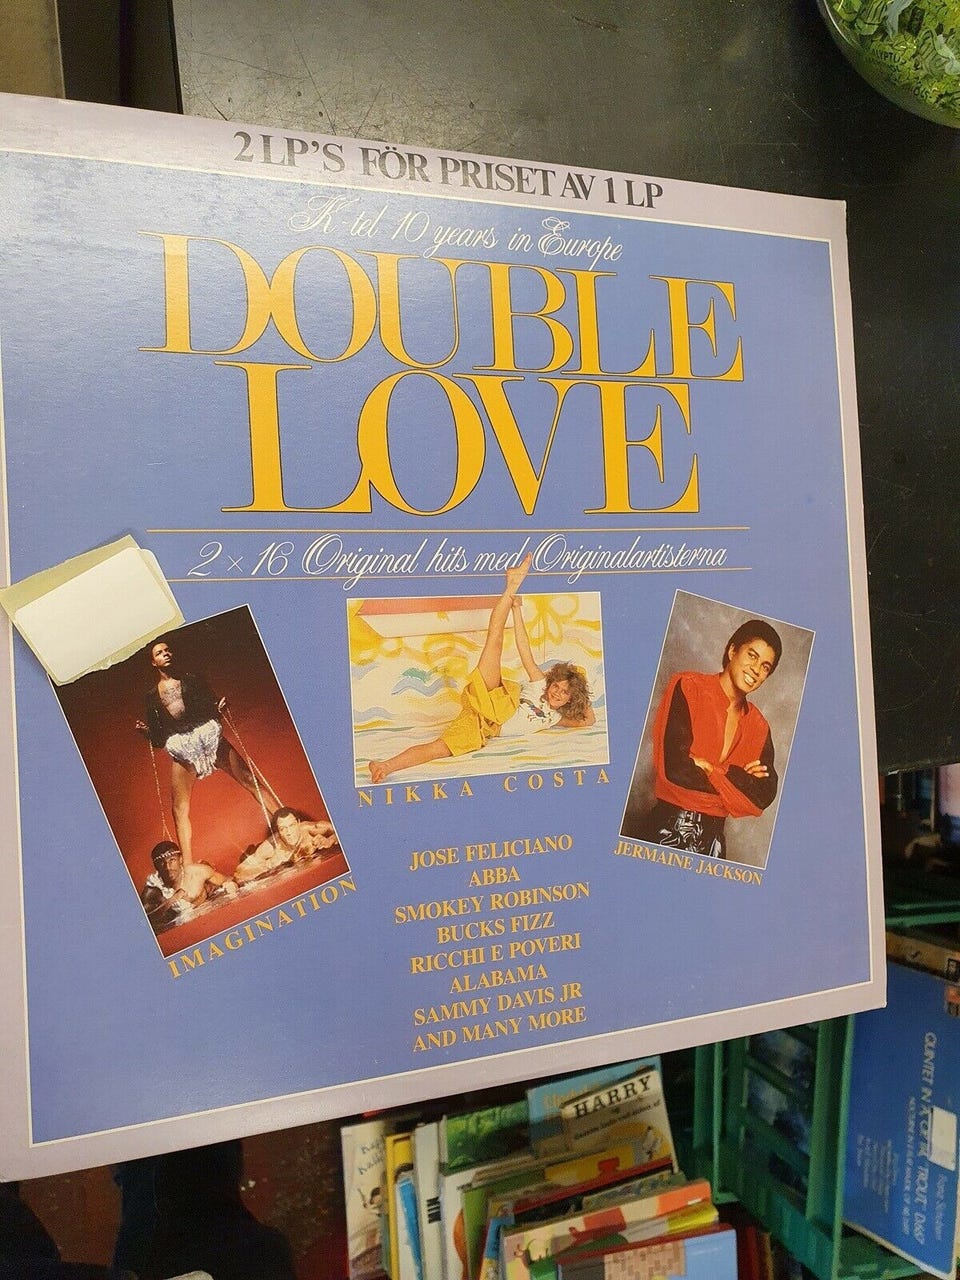 2 LP'S FÖR PRISET AV 1 LP
K-tel 10 years in Europe
DOUBLE
LOVE
2 × 16 Original hits med Originalartisterna
NIKKA COSTA
JERMAINE JACKSON
IMAGINATION
JOSE FELICIANO
ABBA
SMOKEY ROBINSON
BUCKS FIZZ
RICCHI E POVERI
ALABAMA
SAMMY DAVIS JR
AND MANY MORE
HARRY
QUINTET IN